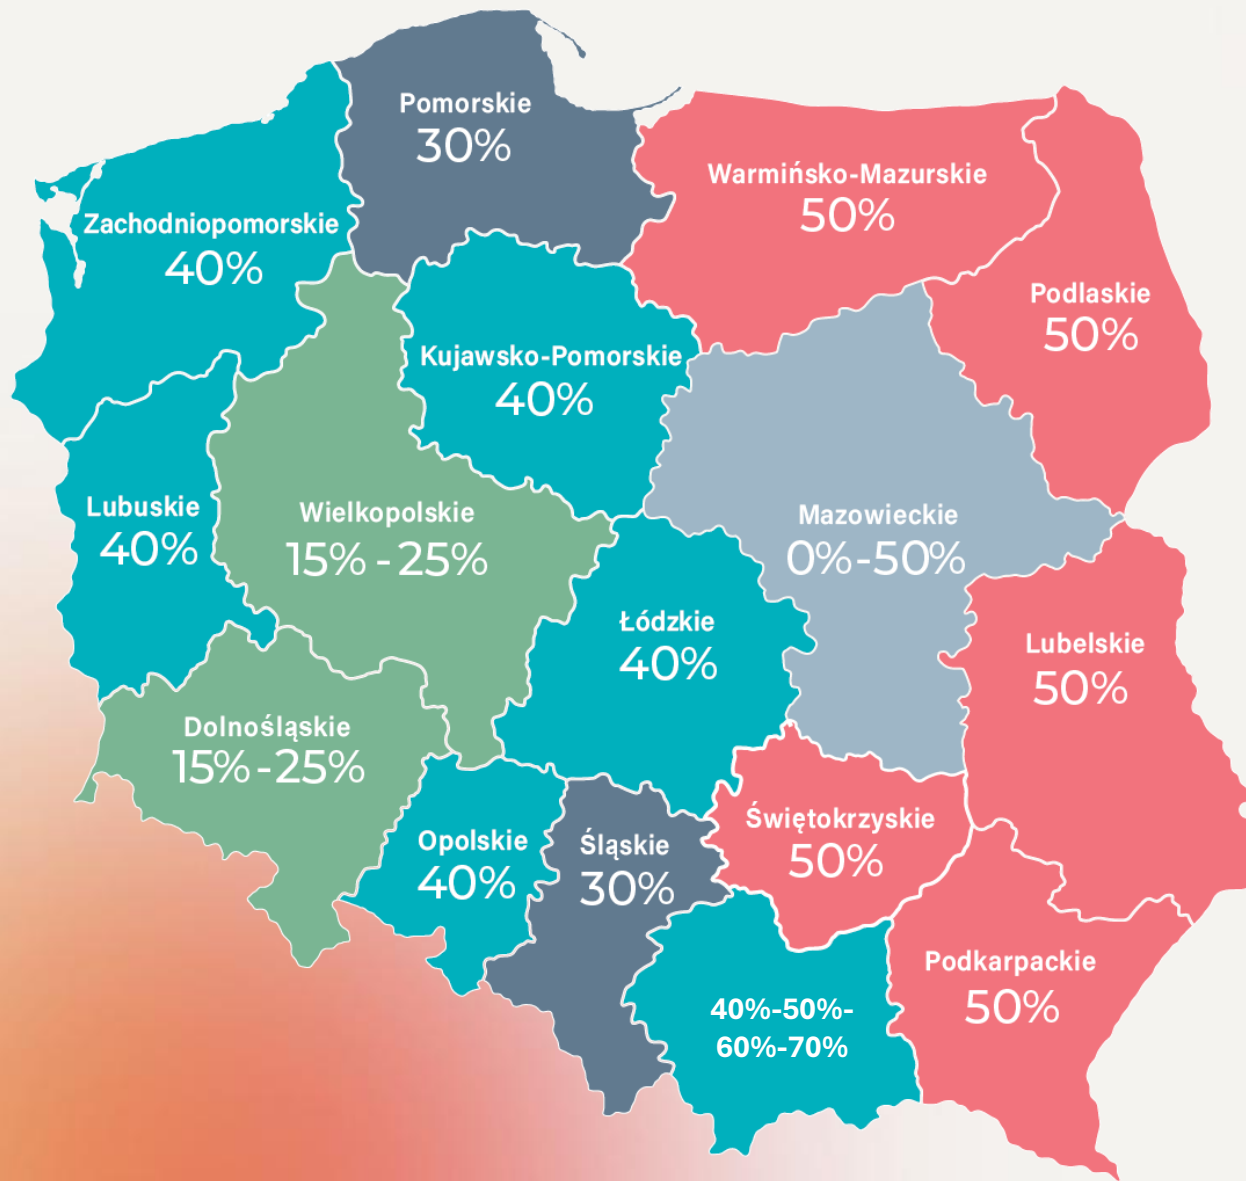 Pomorskie
30%
Warmińsko-Mazurskie
50%
Zachodniopomorskie
40%
Podlaskie
50%
Kujawsko-Pomorskie
40%
Lubuskie
40%
Wielkopolskie
15% - 25%
Mazowieckie
0%-50%
Łódzkie
40%
Lubelskie
50%
Dolnośląskie
15% - 25%
Opolskie
40%
Śląskie
30%
Świętokrzyskie
50%
Podkarpackie
50%
40%-50%-
60%-70%